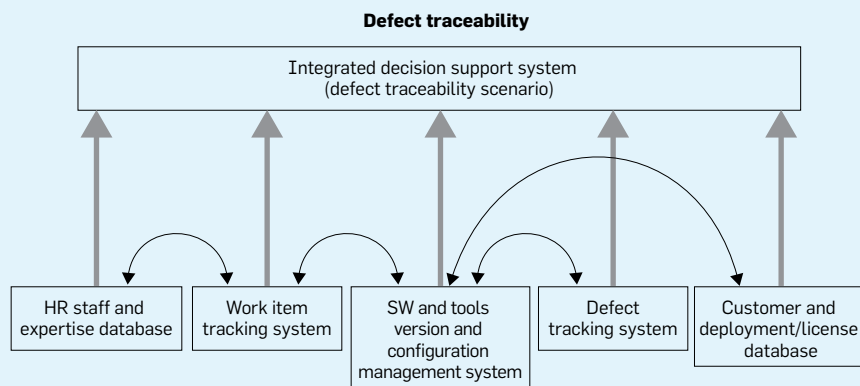 Defect traceability
Integrated decision support system
(defect traceability scenario)
HR staff and
expertise database
Work item
tracking system
SW and tools
version and
configuration
management system
Defect
tracking system
Customer and
deployment/license
database